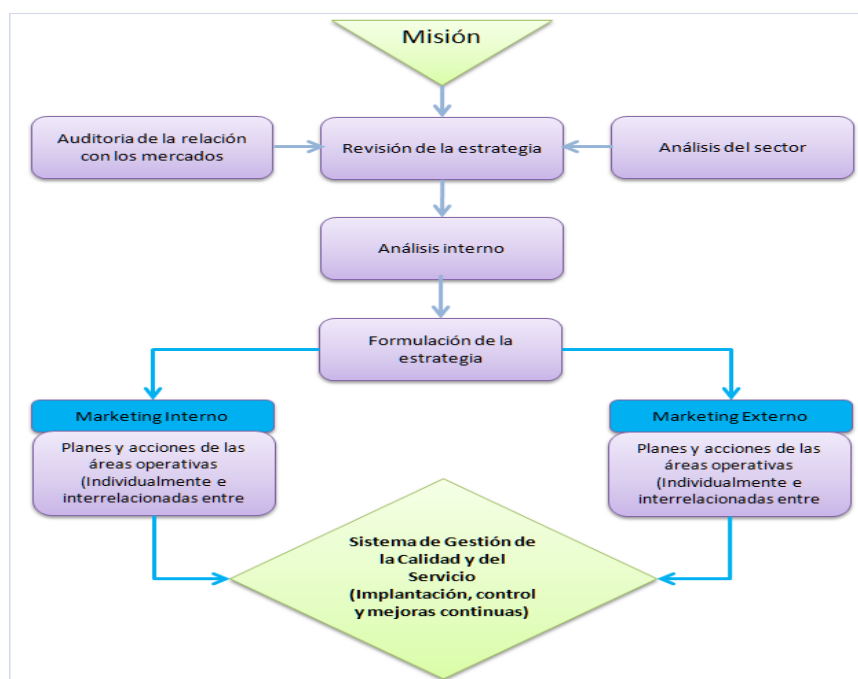 Misión
Auditoria de la relación
con los mercados
Revisión de la estrategia
Análisis del sector
Análisis interno
Formulación de la
estrategia
Marketing Interno
Planes y acciones de las
áreas operativas
(Individualmente e
interrelacionadas entre
Marketing Externo
Planes y acciones de las
áreas operativas
(Individualmente e
interrelacionadas entre
Sistema de Gestión de
la Calidad y del
Servicio
(Implantación, control
y mejoras continuas)